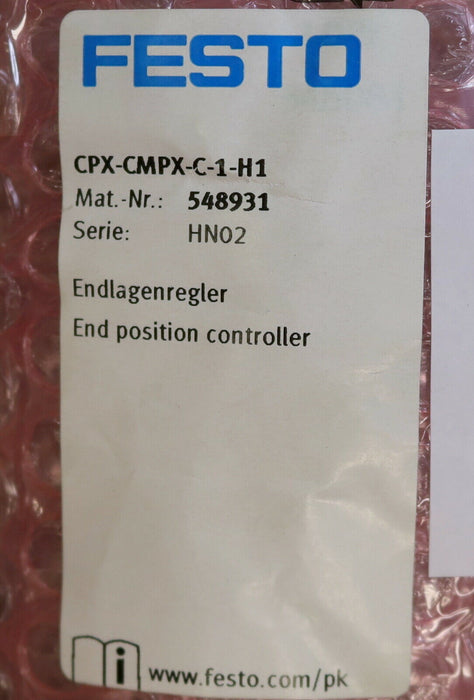 FESTO
CPX-CMPX-C-1-H1
Mat.-Nr.: 548931
Serie: HN02
Endlagenregler
End position controller
i www.festo.com/pk